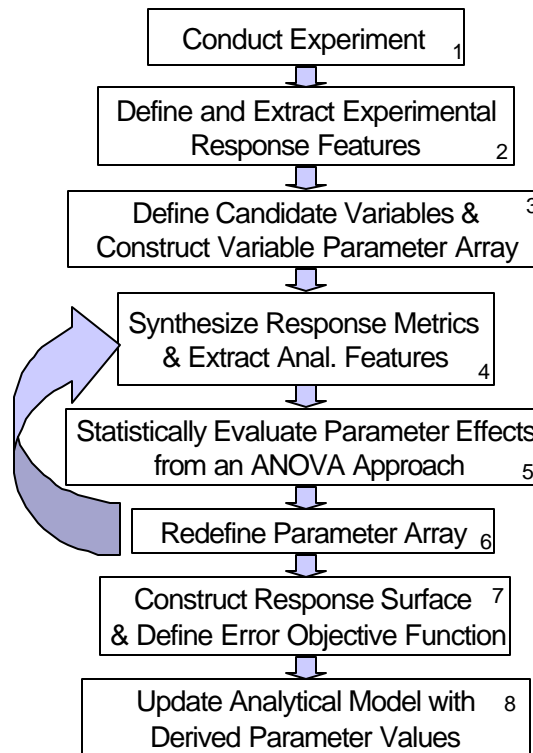 Conduct Experiment 1
Define and Extract Experimental
Response Features 2
Define Candidate Variables & 3
Construct Variable Parameter Array
Synthesize Response Metrics
& Extract Anal. Features 4
Statistically Evaluate Parameter Effects
from an ANOVA Approach 5
Redefine Parameter Array 6
Construct Response Surface 7
& Define Error Objective Function
Update Analytical Model with 8
Derived Parameter Values